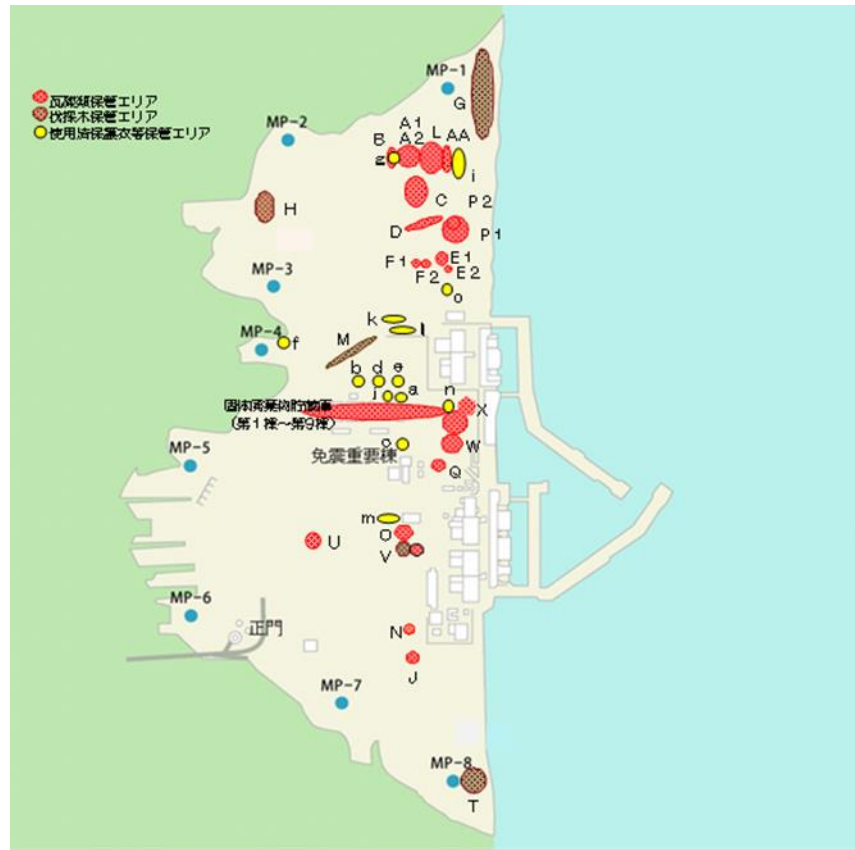 MP-1
瓦礫類保管エリア
G
伐採木保管エリア
A1
MP-2
使用済保護衣等保管エリア
B
A2
L
AA
g
i
C
P2
H
D
P1
F1
E1
F2
E2
MP-3
o
k
l
MP-4
f
M
b
d
e
j
a
n
固体廃棄物貯蔵庫
X
(第1棟～第9棟)
c
W
MP-5
免震重要棟
Q
m
O
U
V
MP-6
正門
N
J
MP-7
MP-8
T